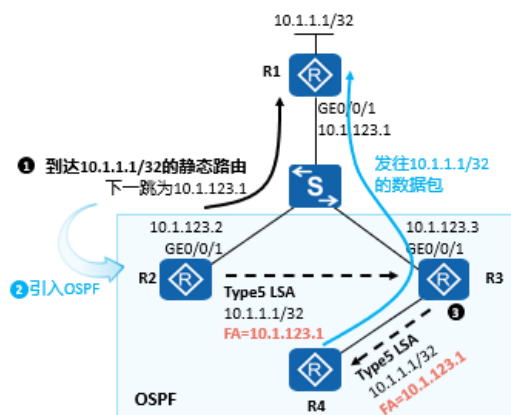 10.1.1.1/32
R
R1
GE0/0/1
10.1.123.1
❶ 到达10.1.1.1/32的静态路由
下一跳为10.1.123.1
发往10.1.1.1/32
的数据包
S
10.1.123.2
GE0/0/1
10.1.123.3
GE0/0/1
❷引入OSPF
R2
R
R
R3
Type5 LSA
10.1.1.1/32
FA=10.1.123.1
❸
Type5 LSA
10.1.1.1/32
FA=10.1.123.1
R
R4
OSPF